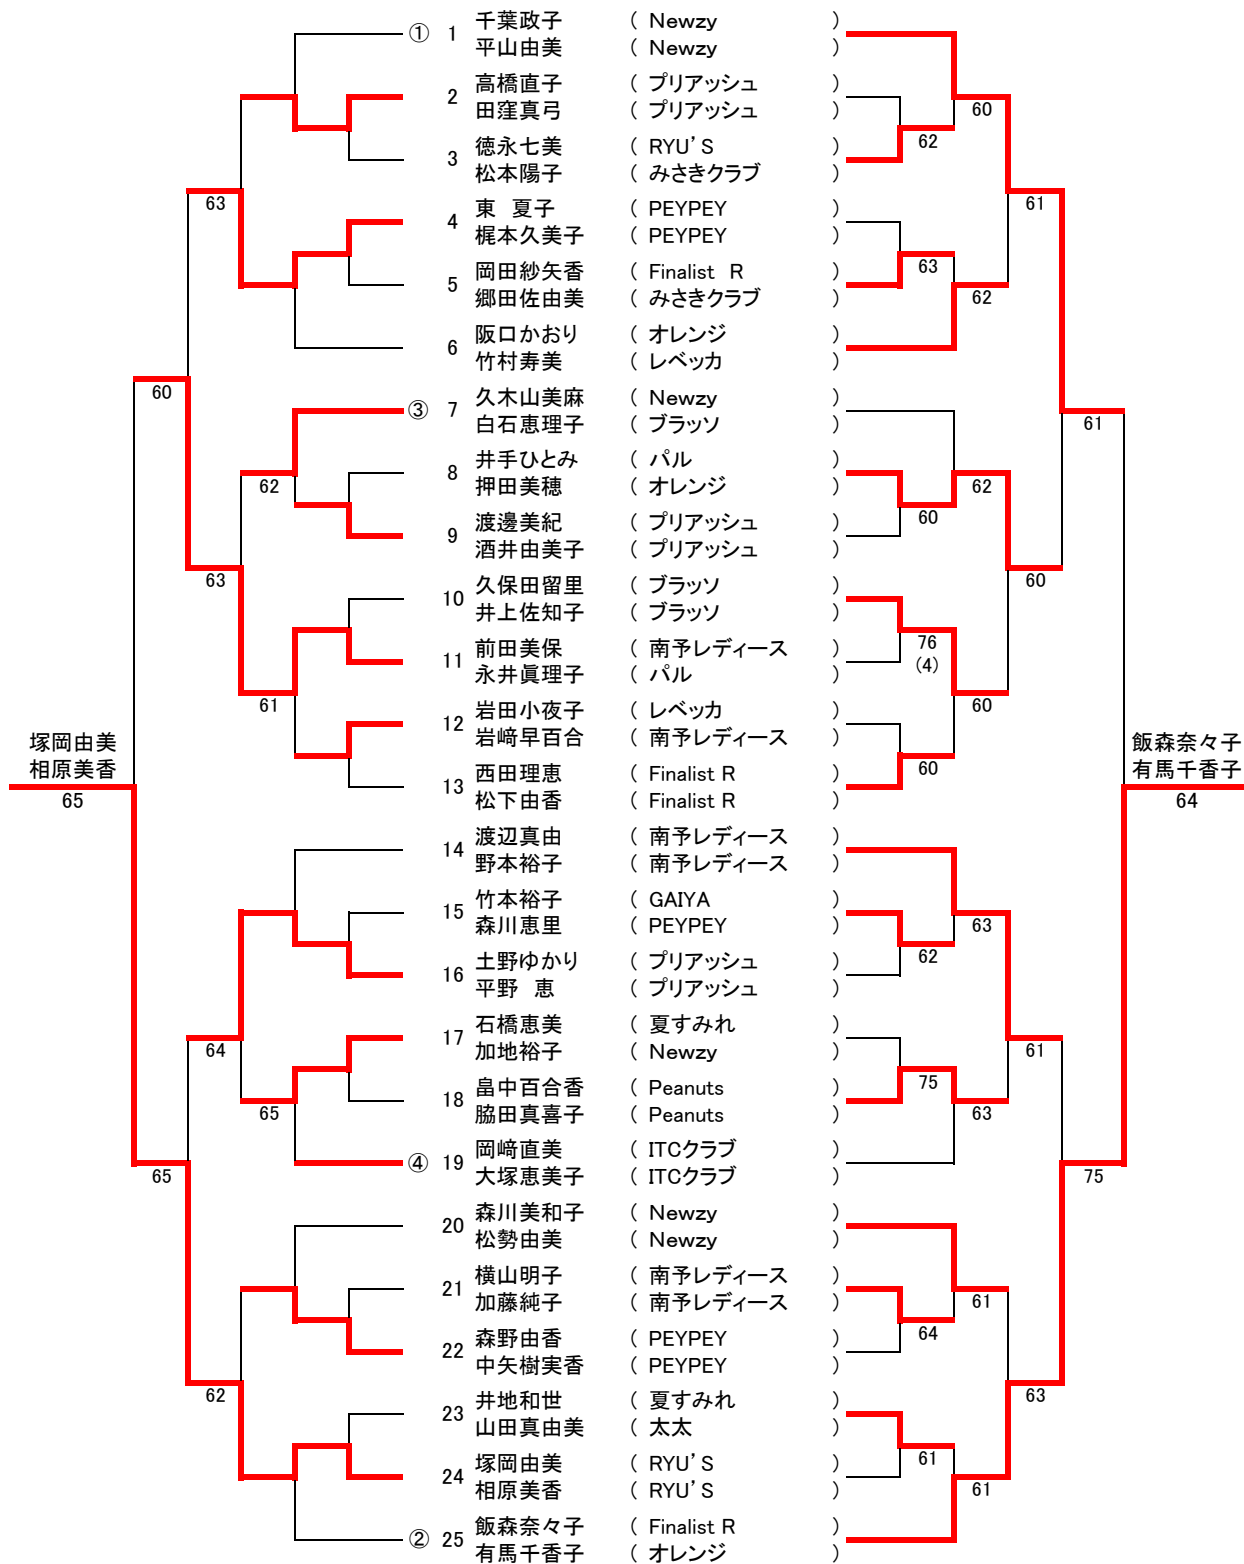 ① 1 千葉政子 ( Newzy )
平山由美 ( Newzy )
2 高橋直子 ( プリアッシュ )
田窪真弓 ( プリアッシュ )
60
3 徳永七美 ( RYU'S )
松本陽子 ( みさきクラブ )
62
63
61
4 東 夏子 ( PEYPEY )
梶本久美子 ( PEYPEY )
5 岡田紗矢香 ( Finalist R )
郷田佐由美 ( みさきクラブ )
63
62
6 阪口かおり ( オレンジ )
竹村寿美 ( レベッカ )
60
③ 7 久木山美麻 ( Newzy )
白石恵理子 ( ブラッソ )
61
8 井手ひとみ ( パル )
押田美穂 ( オレンジ )
62
62
9 渡邊美紀 ( プリアッシュ )
酒井由美子 ( プリアッシュ )
60
63
60
10 久保田留里 ( ブラッソ )
井上佐知子 ( ブラッソ )
11 前田美保 ( 南予レディース )
永井眞理子 ( パル )
76
(4)
61
60
12 岩田小夜子 ( レベッカ )
岩﨑早百合 ( 南予レディース )
13 西田理恵 ( Finalist R )
松下由香 ( Finalist R )
60
塚岡由美
相原美香
65
飯森奈々子
有馬千香子
64
14 渡辺真由 ( 南予レディース )
野本裕子 ( 南予レディース )
15 竹本裕子 ( GAIYA )
森川恵里 ( PEYPEY )
63
16 土野ゆかり ( プリアッシュ )
平野 恵 ( プリアッシュ )
62
17 石橋恵美 ( 夏すみれ )
加地裕子 ( Newzy )
64
61
18 畠中百合香 ( Peanuts )
脇田真喜子 ( Peanuts )
75
65
63
④ 19 岡﨑直美 ( ITCクラブ )
大塚恵美子 ( ITCクラブ )
65
75
20 森川美和子 ( Newzy )
松勢由美 ( Newzy )
21 横山明子 ( 南予レディース )
加藤純子 ( 南予レディース )
61
22 森野由香 ( PEYPEY )
中矢樹実香 ( PEYPEY )
64
62
63
23 井地和世 ( 夏すみれ )
山田真由美 ( 太太 )
24 塚岡由美 ( RYU'S )
相原美香 ( RYU'S )
61
61
② 25 飯森奈々子 ( Finalist R )
有馬千香子 ( オレンジ )